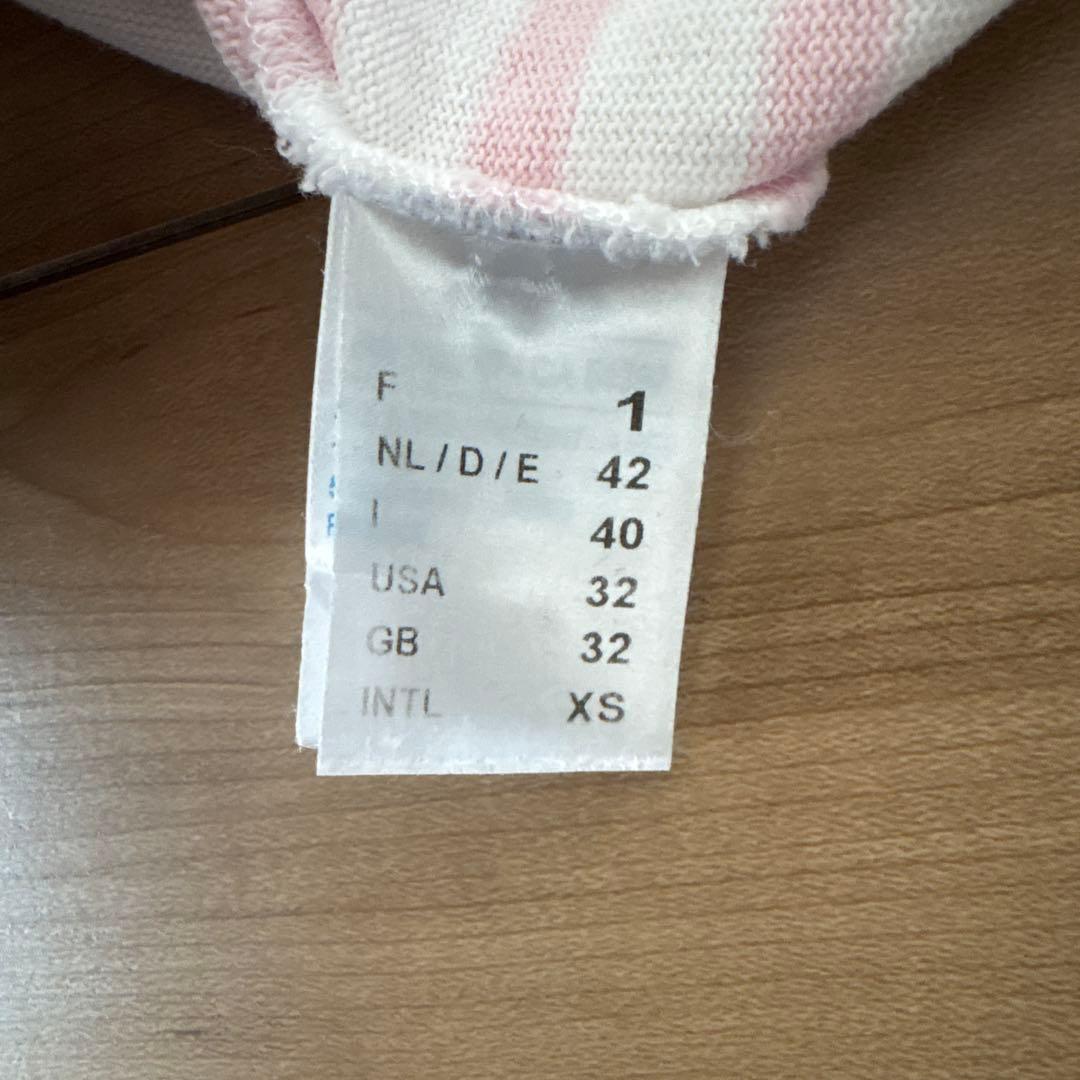 F 1
NL / D / E 42
I 40
USA 32
GB 32
INTL XS